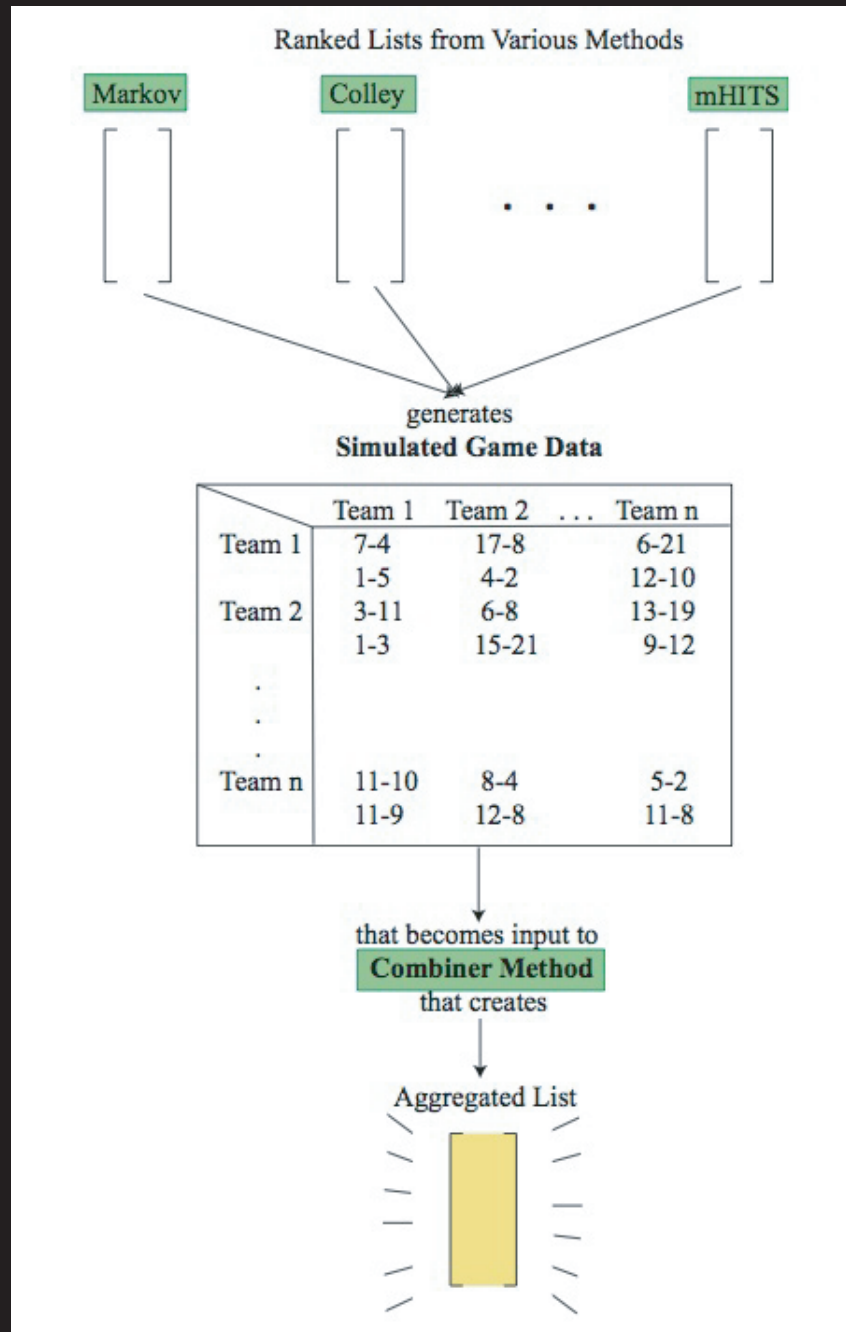 Ranked Lists from Various Methods
Markov Colley mHITS
. . .
generates
Simulated Game Data
Team 1 Team 2 ... Team n
Team 1 7-4 17-8 6-21
1-5 4-2 12-10
Team 2 3-11 6-8 13-19
1-3 15-21 9-12
.
.
.
Team n 11-10 8-4 5-2
11-9 12-8 11-8
that becomes input to
Combiner Method
that creates
Aggregated List